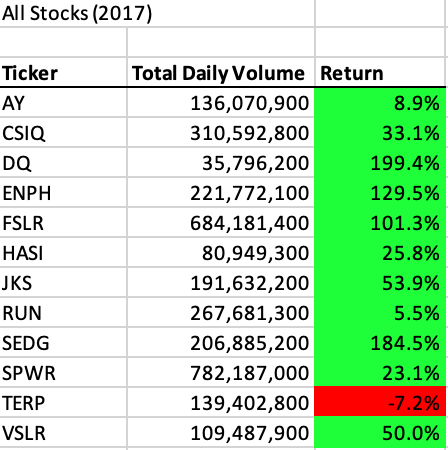 All Stocks (2017)
Ticker Total Daily Volume Return
AY 136,070,900 8.9%
CSIQ 310,592,800 33.1%
DQ 35,796,200 199.4%
ENPH 221,772,100 129.5%
FSLR 684,181,400 101.3%
HASI 80,949,300 25.8%
JKS 191,632,200 53.9%
RUN 267,681,300 5.5%
SEDG 206,885,200 184.5%
SPWR 782,187,000 23.1%
TERP 139,402,800 -7.2%
VSLR 109,487,900 50.0%